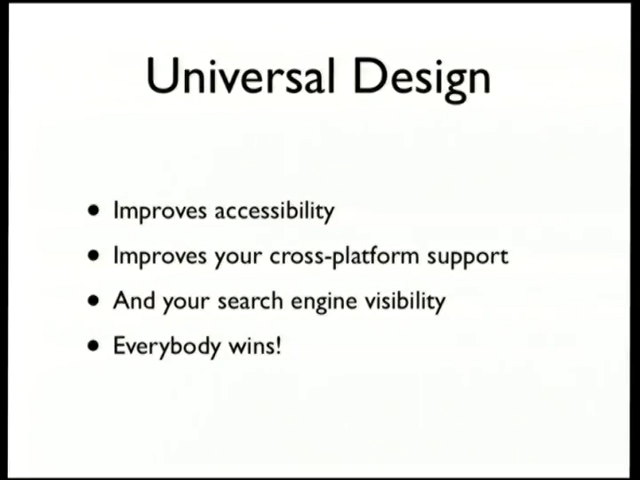 Universal Design
• Improves accessibility
• Improves your cross-platform support
• And your search engine visibility
• Everybody wins!